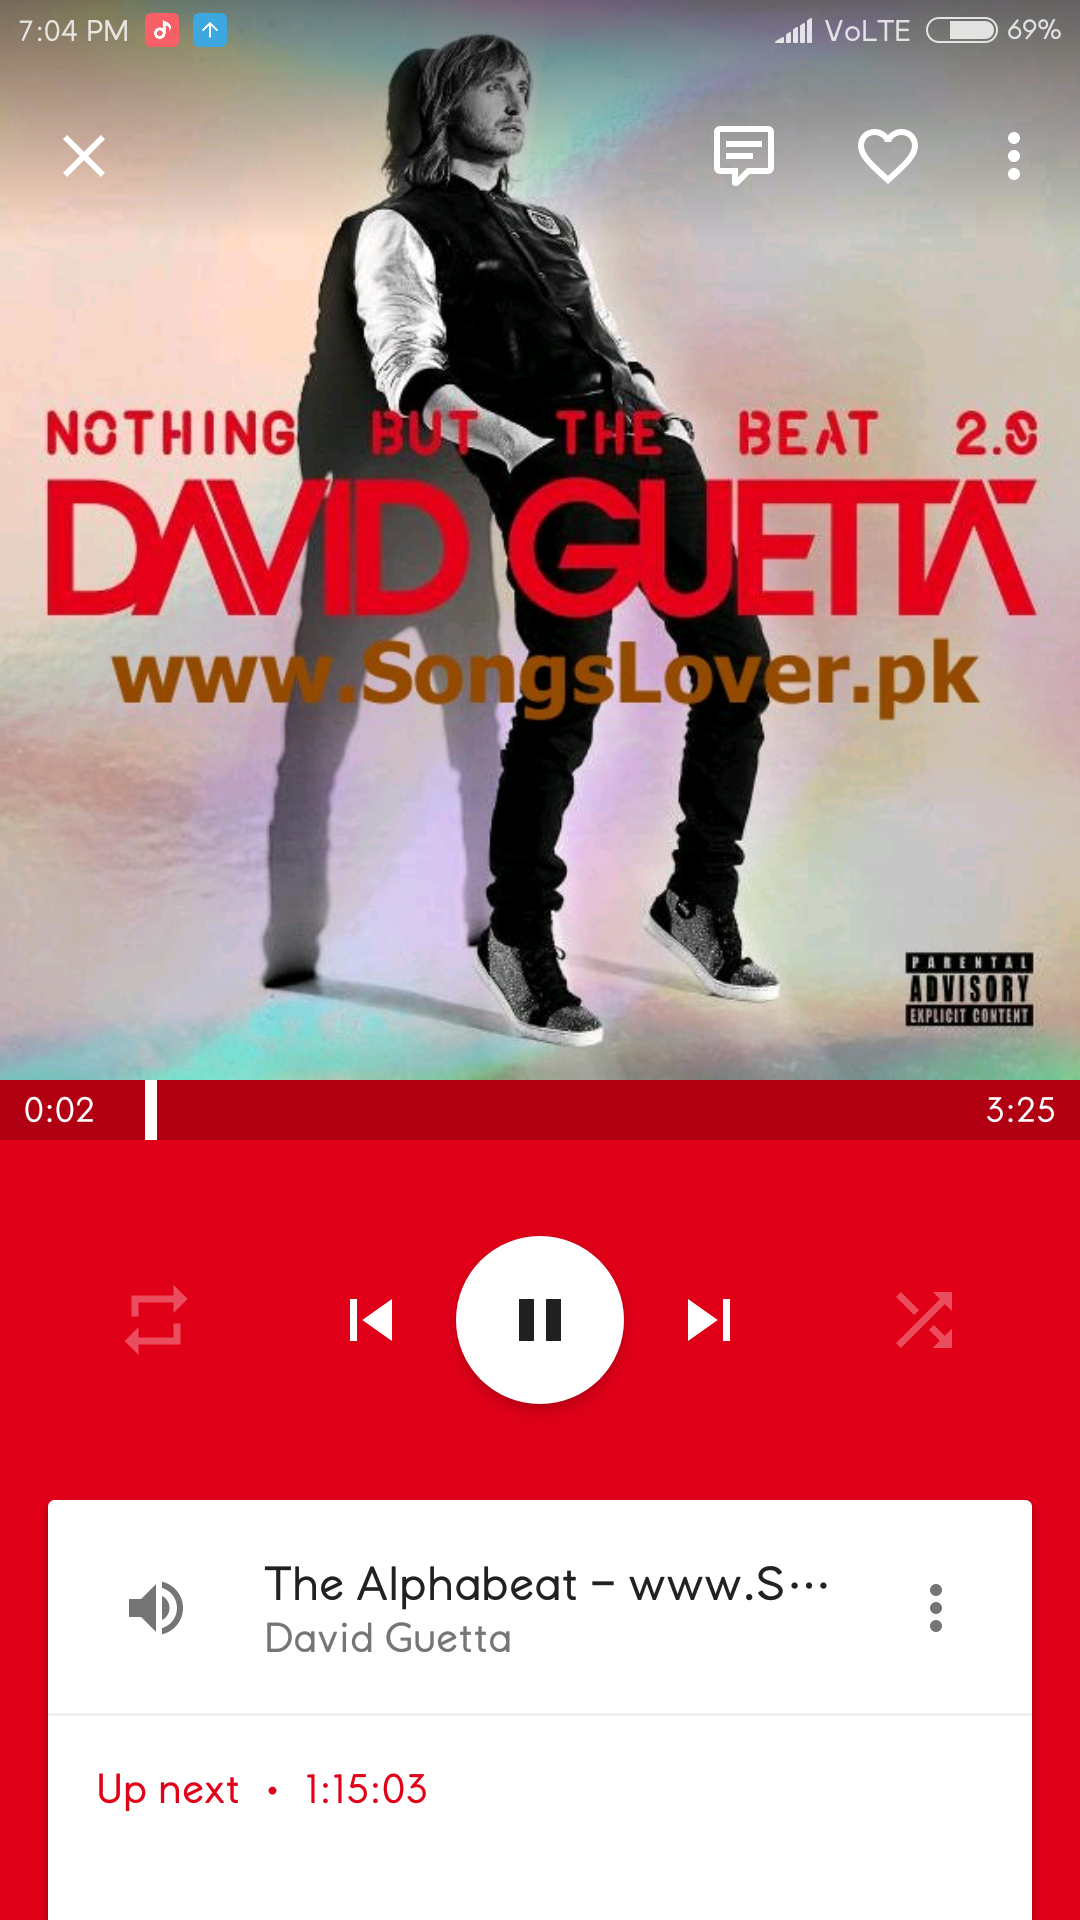 7:04 PM VoLTE 69%
NOTHING BUT THE BEAT 2.0
DAVID GUETTA
www.SongsLover.pk
PARENTAL
ADVISORY
EXPLICIT CONTENT
0:02 3:25
The Alphabeat – www.S…
David Guetta
Up next • 1:15:03